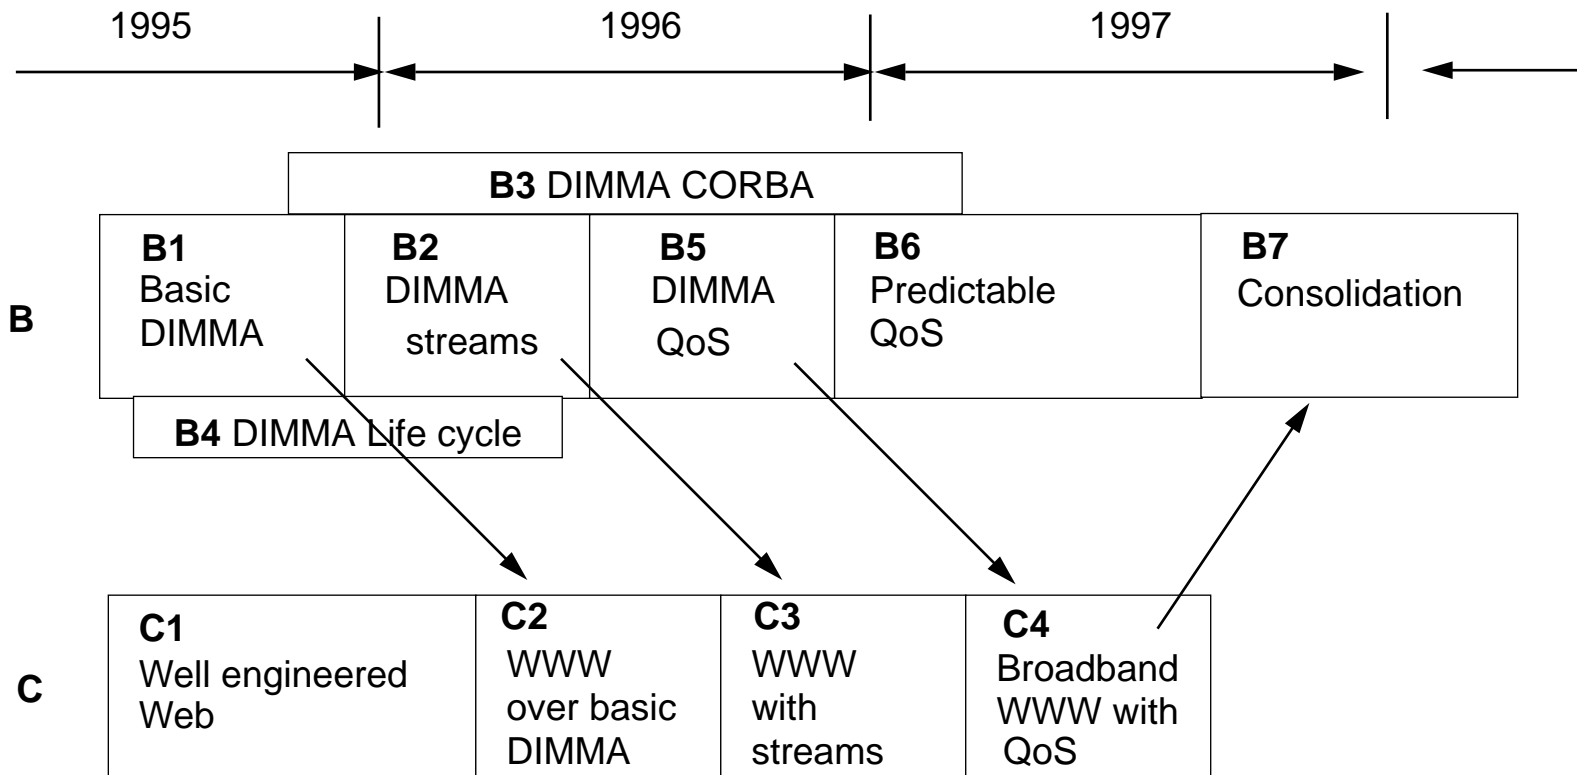 1995
1996
1997
B3 DIMMA CORBA
B
B1
Basic
DIMMA
B2
DIMMA
streams
B5
DIMMA
QoS
B6
Predictable
QoS
B7
Consolidation
B4 DIMMA Life cycle
C
C1
Well engineered
Web
C2
WWW
over basic
DIMMA
C3
WWW
with
streams
C4
Broadband
WWW with
QoS